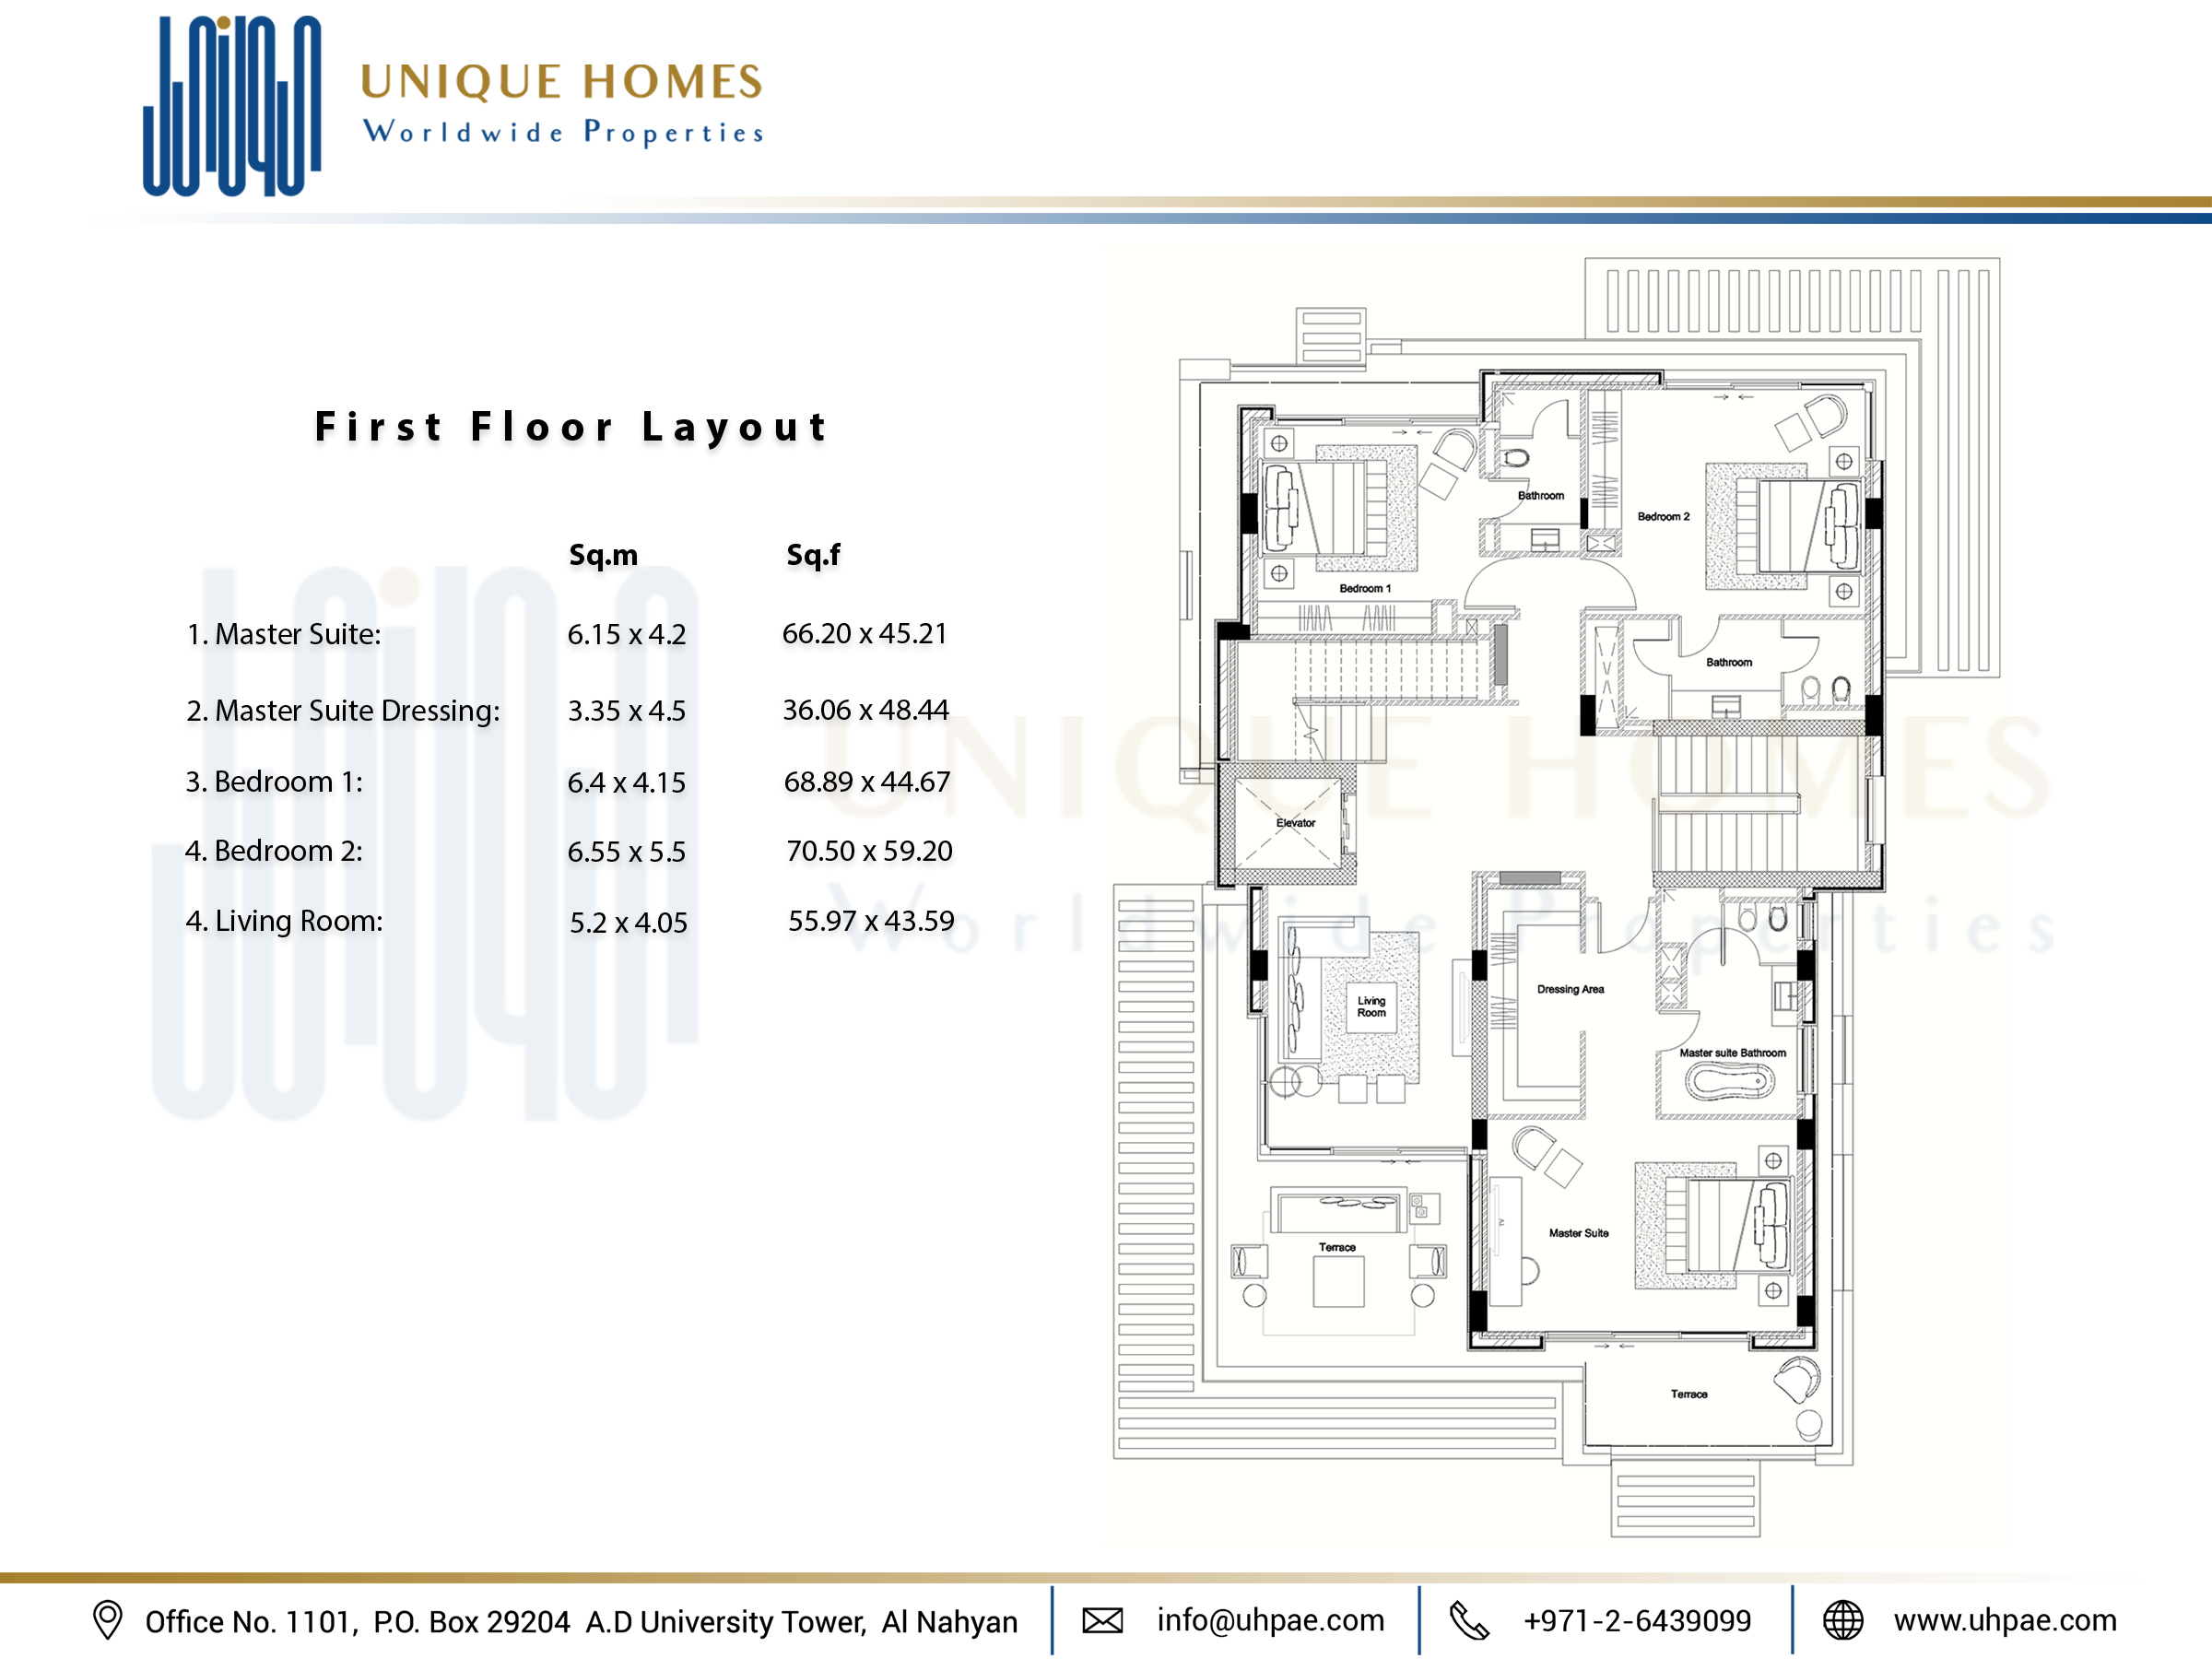 UNIQUE HOMES
Worldwide Properties
First Floor Layout
Sq.m Sq.f
1. Master Suite: 6.15 x 4.2 66.20 x 45.21
2. Master Suite Dressing: 3.35 x 4.5 36.06 x 48.44
3. Bedroom 1: 6.4 x 4.15 68.89 x 44.67
4. Bedroom 2: 6.55 x 5.5 70.50 x 59.20
4. Living Room: 5.2 x 4.05 55.97 x 43.59
UNIQUE HOMES
Worldwide Properties
Bathroom
Bedroom 2
Bedroom 1
Bathroom
Elevator
Dressing Area
Living
Room
Master suite Bathroom
Master Suite
TV
Terrace
Terrace
Office No. 1101, P.O. Box 29204 A.D University Tower, Al Nahyan
info@uhpae.com
+971-2-6439099
www.uhpae.com